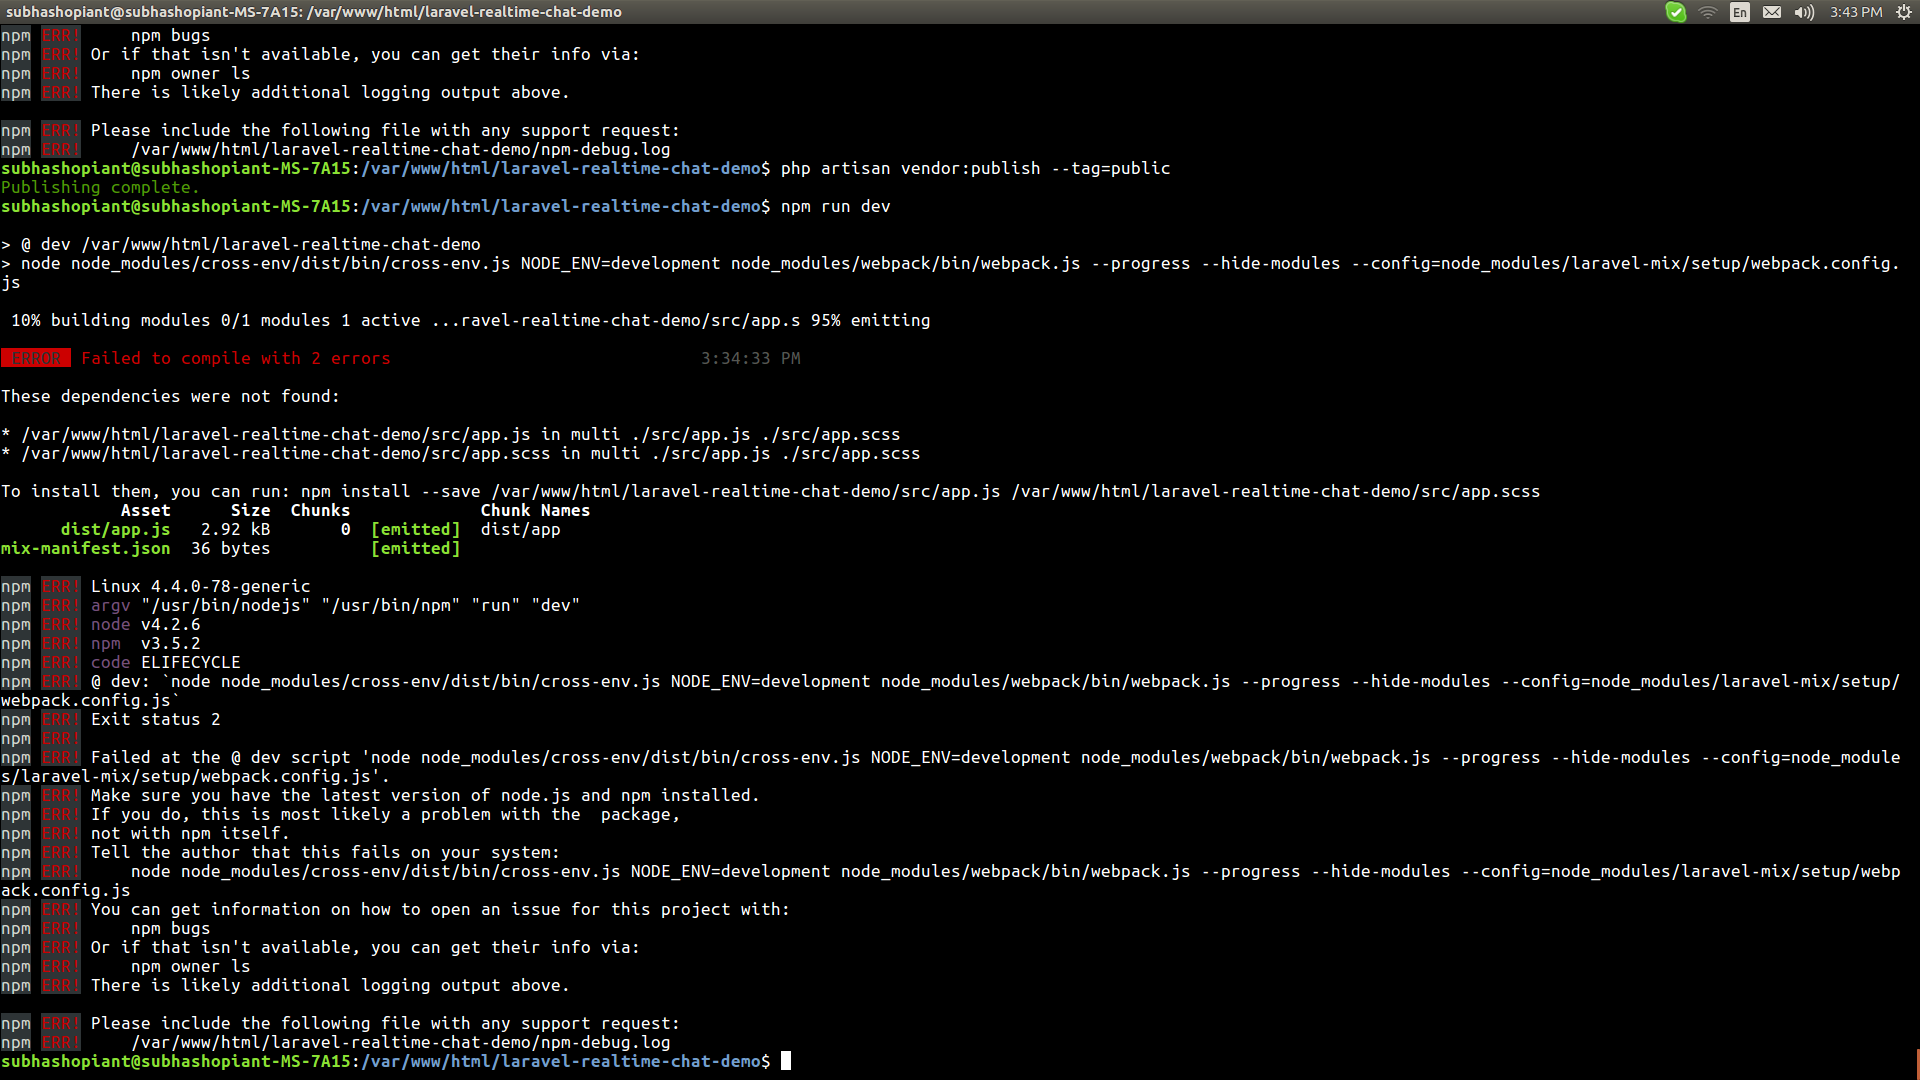 subhashopiant@subhashopiant-MS-7A15: /var/www/html/laravel-realtime-chat-demo
En
3:43 PM
npm ERR!     npm bugs
npm ERR! Or if that isn't available, you can get their info via:
npm ERR!     npm owner ls
npm ERR! There is likely additional logging output above.
npm ERR! Please include the following file with any support request:
npm ERR!     /var/www/html/laravel-realtime-chat-demo/npm-debug.log
subhashopiant@subhashopiant-MS-7A15:/var/www/html/laravel-realtime-chat-demo$ php artisan vendor:publish --tag=public
Publishing complete.
subhashopiant@subhashopiant-MS-7A15:/var/www/html/laravel-realtime-chat-demo$ npm run dev
> @ dev /var/www/html/laravel-realtime-chat-demo
> node node_modules/cross-env/dist/bin/cross-env.js NODE_ENV=development node_modules/webpack/bin/webpack.js --progress --hide-modules --config=node_modules/laravel-mix/setup/webpack.config.
js
10% building modules 0/1 modules 1 active ...ravel-realtime-chat-demo/src/app.s 95% emitting
ERROR  Failed to compile with 2 errors 3:34:33 PM
These dependencies were not found:
* /var/www/html/laravel-realtime-chat-demo/src/app.js in multi ./src/app.js ./src/app.scss
* /var/www/html/laravel-realtime-chat-demo/src/app.scss in multi ./src/app.js ./src/app.scss
To install them, you can run: npm install --save /var/www/html/laravel-realtime-chat-demo/src/app.js /var/www/html/laravel-realtime-chat-demo/src/app.scss
Asset      Size  Chunks             Chunk Names
dist/app.js   2.92 kB       0  [emitted]  dist/app
mix-manifest.json  36 bytes          [emitted]
npm ERR! Linux 4.4.0-78-generic
npm ERR! argv "/usr/bin/nodejs" "/usr/bin/npm" "run" "dev"
npm ERR! node v4.2.6
npm ERR! npm  v3.5.2
npm ERR! code ELIFECYCLE
npm ERR! @ dev: `node node_modules/cross-env/dist/bin/cross-env.js NODE_ENV=development node_modules/webpack/bin/webpack.js --progress --hide-modules --config=node_modules/laravel-mix/setup/
webpack.config.js`
npm ERR! Exit status 2
npm ERR!
npm ERR! Failed at the @ dev script 'node node_modules/cross-env/dist/bin/cross-env.js NODE_ENV=development node_modules/webpack/bin/webpack.js --progress --hide-modules --config=node_module
s/laravel-mix/setup/webpack.config.js'.
npm ERR! Make sure you have the latest version of node.js and npm installed.
npm ERR! If you do, this is most likely a problem with the  package,
npm ERR! not with npm itself.
npm ERR! Tell the author that this fails on your system:
npm ERR!     node node_modules/cross-env/dist/bin/cross-env.js NODE_ENV=development node_modules/webpack/bin/webpack.js --progress --hide-modules --config=node_modules/laravel-mix/setup/webp
ack.config.js
npm ERR! You can get information on how to open an issue for this project with:
npm ERR!     npm bugs
npm ERR! Or if that isn't available, you can get their info via:
npm ERR!     npm owner ls
npm ERR! There is likely additional logging output above.
npm ERR! Please include the following file with any support request:
npm ERR!     /var/www/html/laravel-realtime-chat-demo/npm-debug.log
subhashopiant@subhashopiant-MS-7A15:/var/www/html/laravel-realtime-chat-demo$